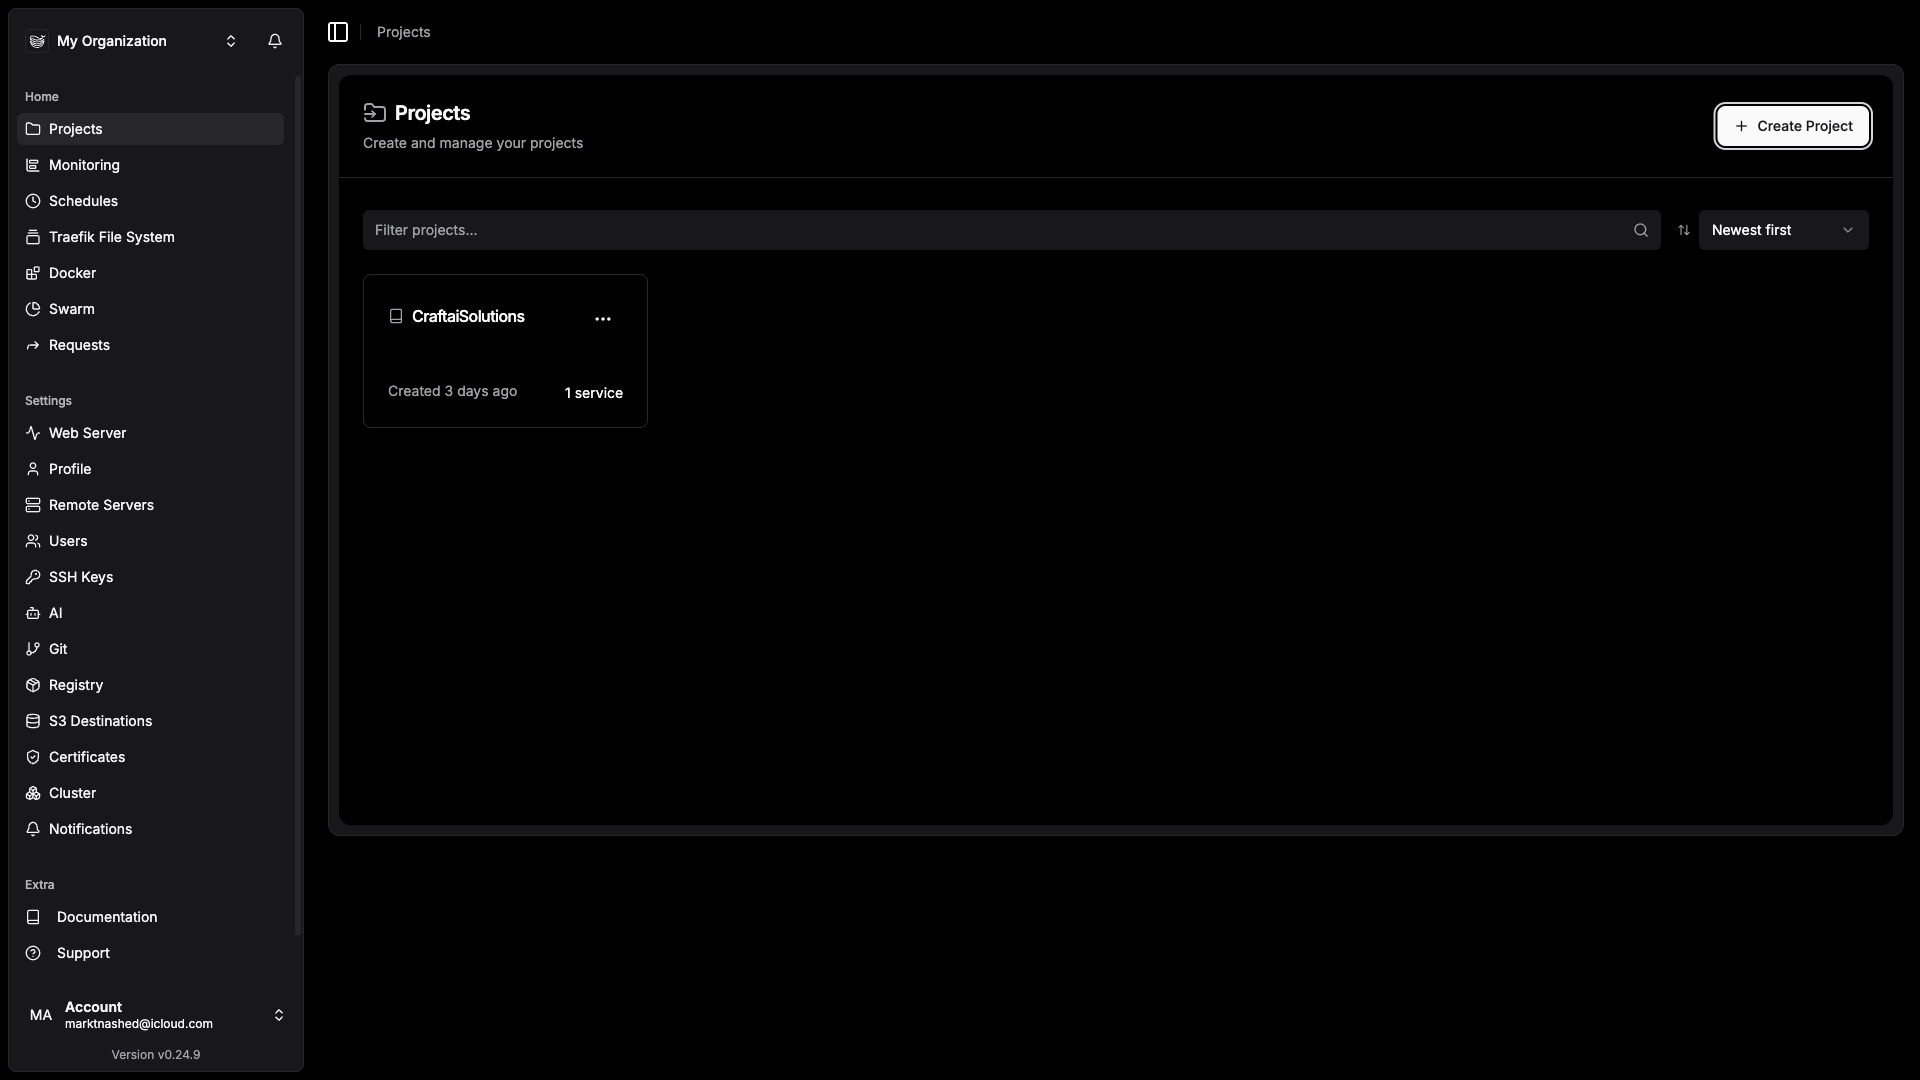 My Organization
Home
Projects
Monitoring
Schedules
Traefik File System
Docker
Swarm
Requests
Settings
Web Server
Profile
Remote Servers
Users
SSH Keys
AI
Git
Registry
S3 Destinations
Certificates
Cluster
Notifications
Extra
Documentation
Support
MA
Account
marktnashed@icloud.com
Version v0.24.9
Projects
Projects
Create and manage your projects
Create Project
Filter projects...
Newest first
CraftaiSolutions
Created 3 days ago
1 service